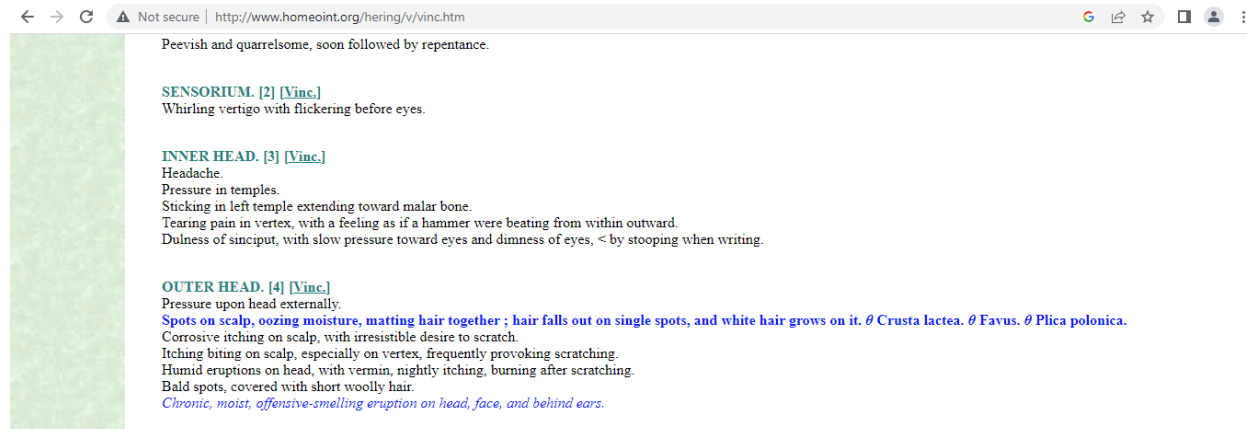 Not secure | http://www.homeoint.org/hering/v/vinc.htm
Peevish and quarrelsome, soon followed by repentance.
SENSORIUM. [2] [Vinc.]
Whirling vertigo with flickering before eyes.
INNER HEAD. [3] [Vinc.]
Headache.
Pressure in temples.
Sticking in left temple extending toward malar bone.
Tearing pain in vertex, with a feeling as if a hammer were beating from within outward.
Dulness of sinciput, with slow pressure toward eyes and dimness of eyes, < by stooping when writing.
OUTER HEAD. [4] [Vinc.]
Pressure upon head externally.
Spots on scalp, oozing moisture, matting hair together ; hair falls out on single spots, and white hair grows on it. θ Crusta lactea. θ Favus. θ Plica polonica.
Corrosive itching on scalp, with irresistible desire to scratch.
Itching biting on scalp, especially on vertex, frequently provoking scratching.
Humid eruptions on head, with vermin, nightly itching, burning after scratching.
Bald spots, covered with short woolly hair.
Chronic, moist, offensive-smelling eruption on head, face, and behind ears.